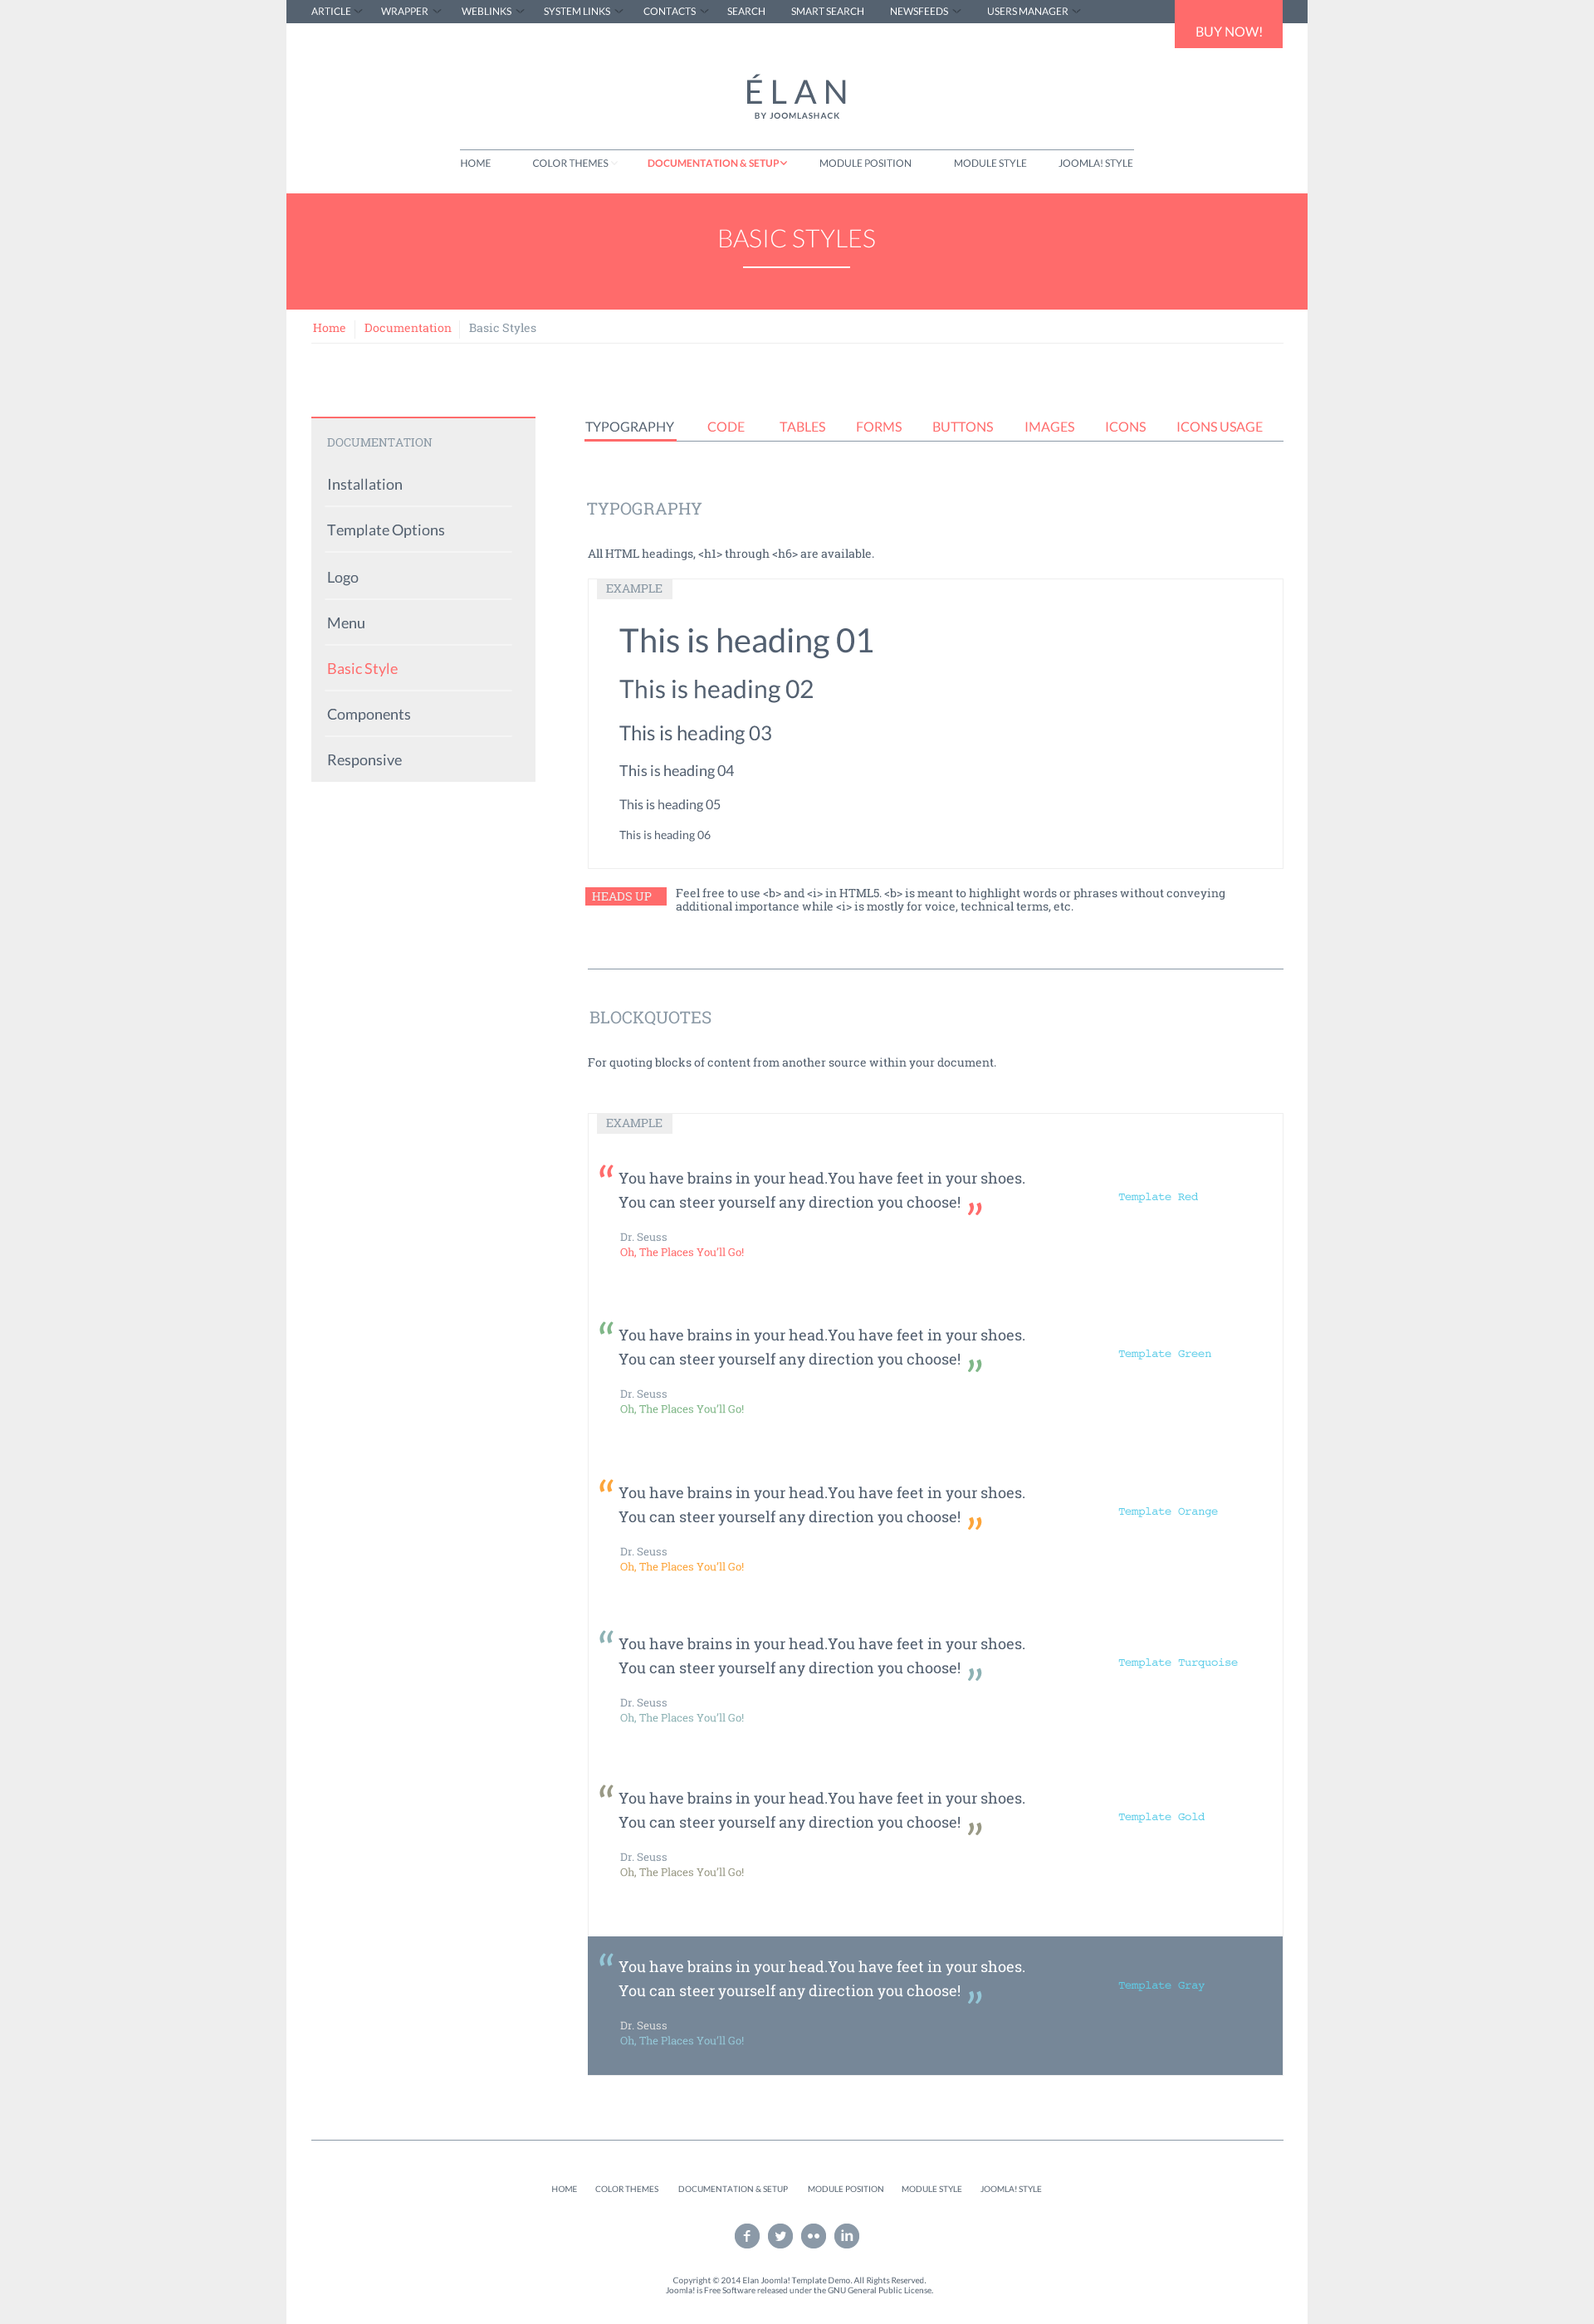 ARTICLE WRAPPER WEBLINKS SYSTEM LINKS CONTACTS SEARCH SMART SEARCH NEWSFEEDS USERS MANAGER
BUY NOW!
ÉLAN
BY JOOMLASHACK
HOME COLOR THEMES DOCUMENTATION & SETUP MODULE POSITION MODULE STYLE JOOMLA! STYLE
BASIC STYLES
Home Documentation Basic Styles
DOCUMENTATION
Installation
Template Options
Logo
Menu
Basic Style
Components
Responsive
TYPOGRAPHY CODE TABLES FORMS BUTTONS IMAGES ICONS ICONS USAGE
TYPOGRAPHY
All HTML headings, <h1> through <h6> are available.
EXAMPLE
This is heading 01
This is heading 02
This is heading 03
This is heading 04
This is heading 05
This is heading 06
HEADS UP
Feel free to use <b> and <i> in HTML5. <b> is meant to highlight words or phrases without conveying
additional importance while <i> is mostly for voice, technical terms, etc.
BLOCKQUOTES
For quoting blocks of content from another source within your document.
EXAMPLE
“ You have brains in your head.You have feet in your shoes.
You can steer yourself any direction you choose! ”
Template Red
Dr. Seuss
Oh, The Places You’ll Go!
“ You have brains in your head.You have feet in your shoes.
You can steer yourself any direction you choose! ”
Template Green
Dr. Seuss
Oh, The Places You’ll Go!
“ You have brains in your head.You have feet in your shoes.
You can steer yourself any direction you choose! ”
Template Orange
Dr. Seuss
Oh, The Places You’ll Go!
“ You have brains in your head.You have feet in your shoes.
You can steer yourself any direction you choose! ”
Template Turquoise
Dr. Seuss
Oh, The Places You’ll Go!
“ You have brains in your head.You have feet in your shoes.
You can steer yourself any direction you choose! ”
Template Gold
Dr. Seuss
Oh, The Places You’ll Go!
“ You have brains in your head.You have feet in your shoes.
You can steer yourself any direction you choose! ”
Template Gray
Dr. Seuss
Oh, The Places You’ll Go!
HOME COLOR THEMES DOCUMENTATION & SETUP MODULE POSITION MODULE STYLE JOOMLA! STYLE
f in
Copyright © 2014 Elan Joomla! Template Demo. All Rights Reserved.
Joomla! is Free Software released under the GNU General Public License.